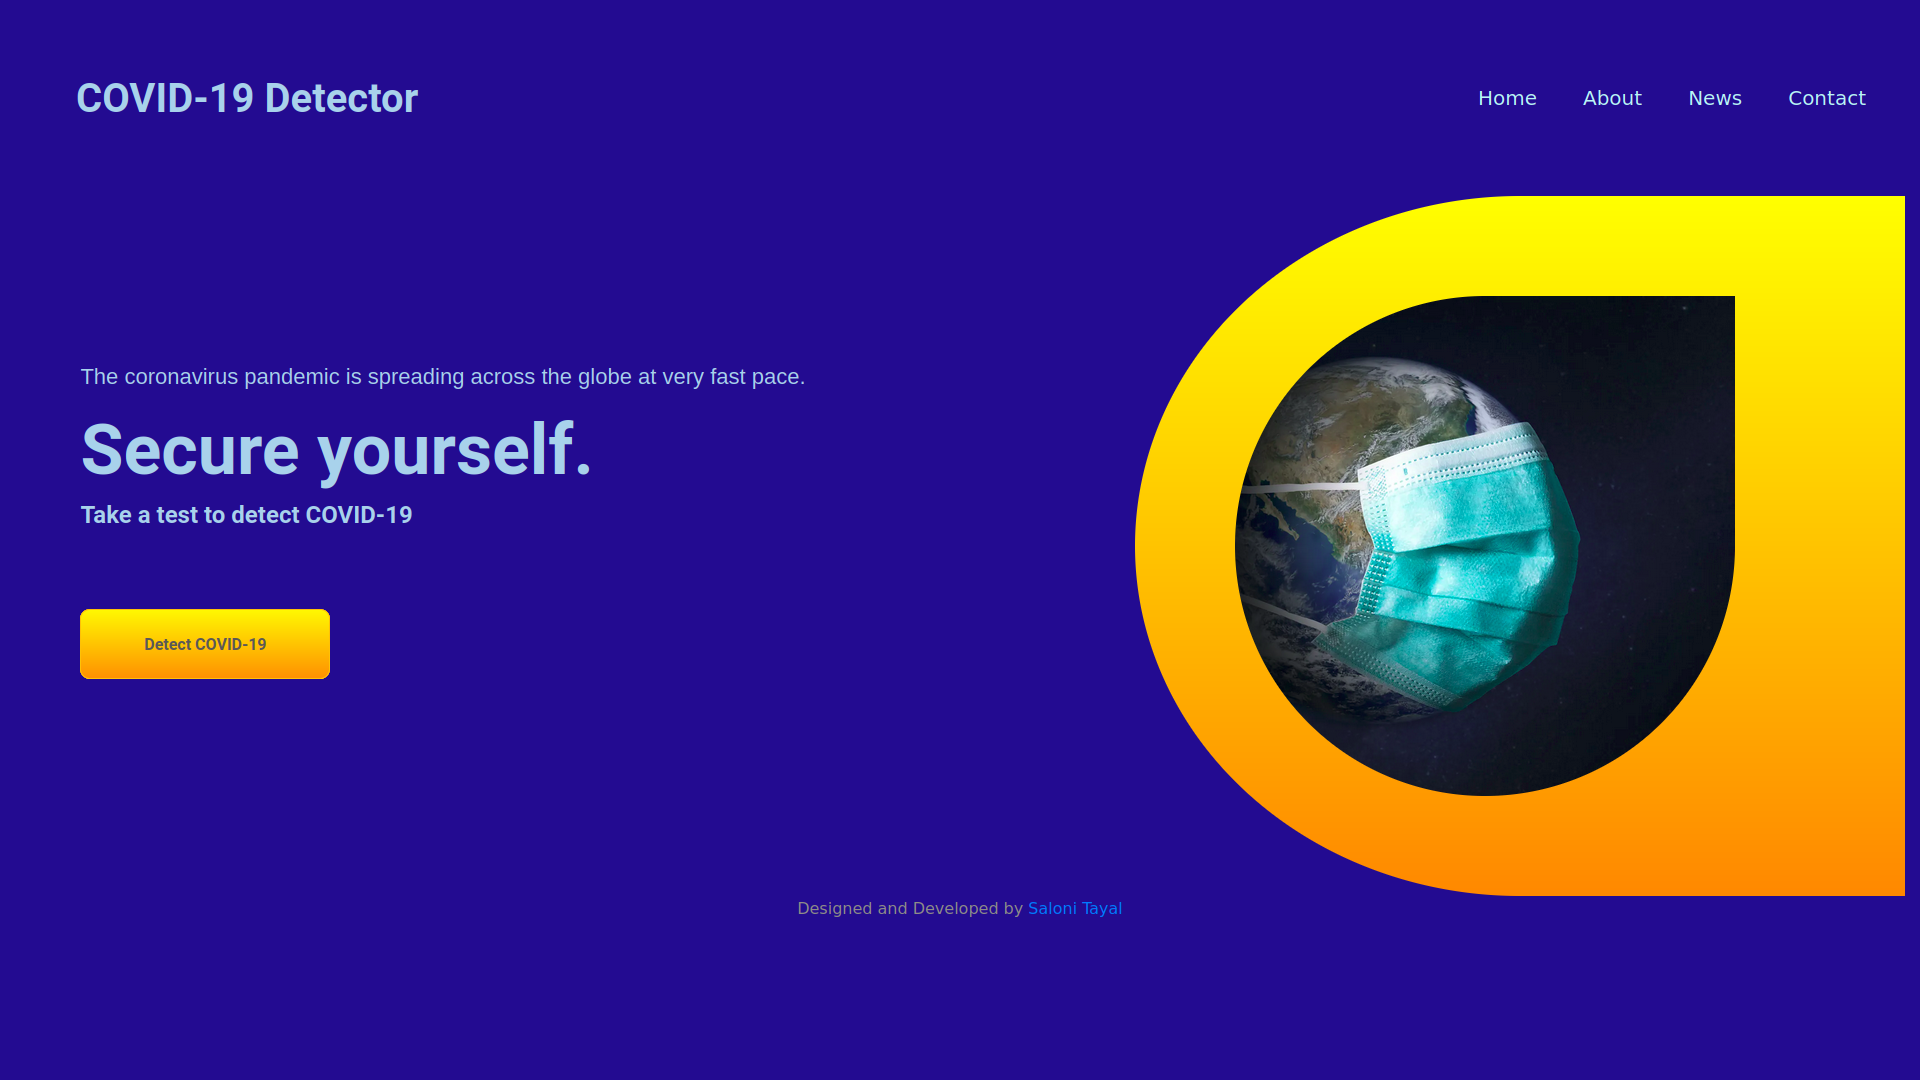 COVID-19 Detector
Home About News Contact
The coronavirus pandemic is spreading across the globe at very fast pace.
Secure yourself.
Take a test to detect COVID-19
Detect COVID-19
Designed and Developed by Saloni Tayal